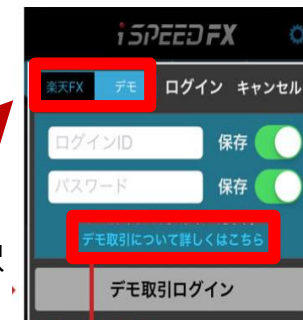 iSPEED FX
楽天FX デモ ログイン キャンセル
ログインID 保存
パスワード 保存
デモ取引について詳しくはこちら
デモ取引ログイン